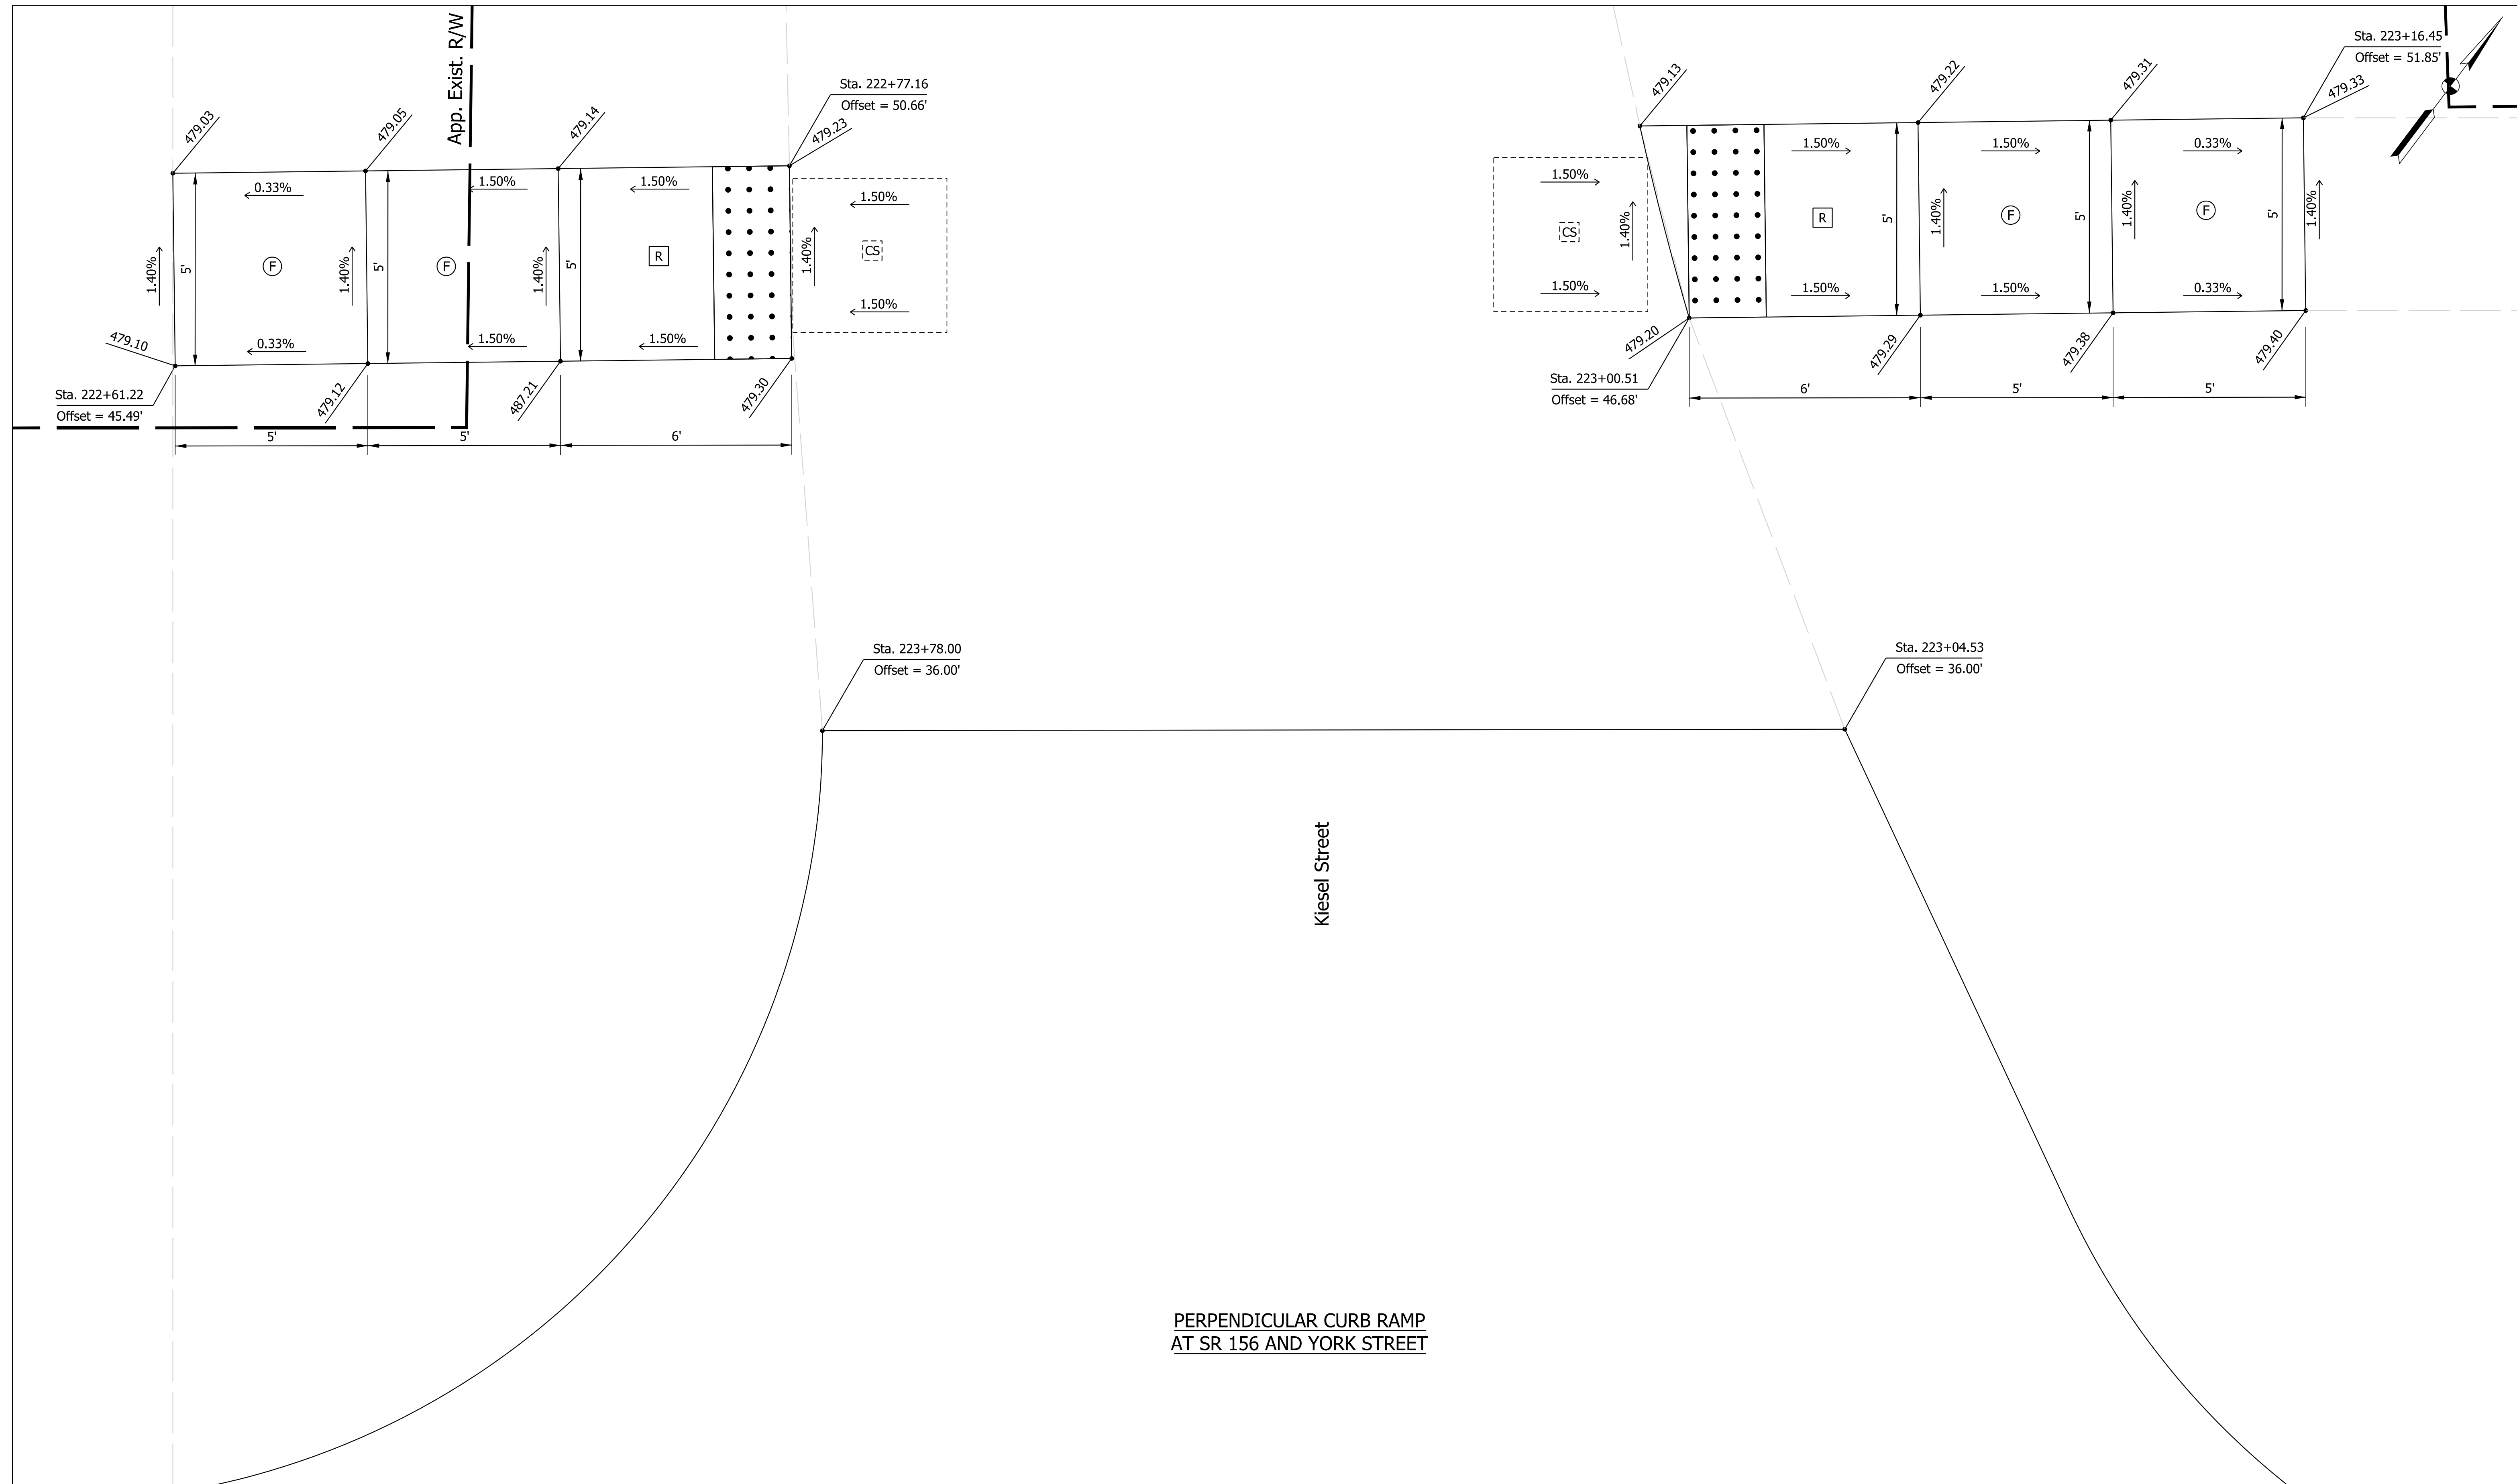 App. Exist. R/W
Sta. 222+77.16
Offset = 50.66'
479.03
479.05
479.14
479.23
0.33%
1.50%
1.50%
1.50%
1.40%
5'
F
1.40%
5'
F
1.40%
5'
R
1.40%
CS
0.33%
1.50%
1.50%
1.50%
479.10
Sta. 222+61.22
Offset = 45.49'
479.12
487.21
479.30
5'
5'
6'
Sta. 223+16.45
Offset = 51.85'
479.13
479.22
479.31
479.33
1.50%
1.50%
1.50%
0.33%
CS
1.40%
R
5'
1.40%
F
5'
1.40%
F
5'
1.40%
1.50%
1.50%
1.50%
0.33%
479.20
Sta. 223+00.51
Offset = 46.68'
479.29
479.38
479.40
6'
5'
5'
Sta. 223+78.00
Offset = 36.00'
Sta. 223+04.53
Offset = 36.00'
Kiesel Street
PERPENDICULAR CURB RAMP
AT SR 156 AND YORK STREET